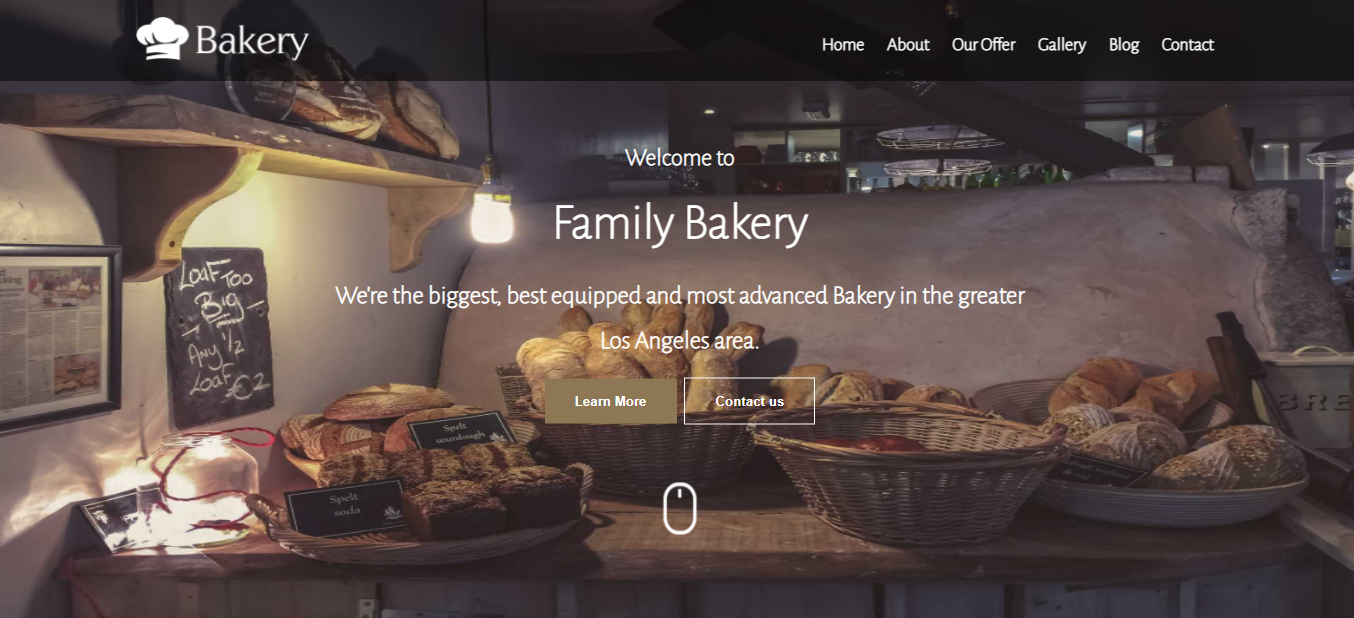 Bakery
Home About Our Offer Gallery Blog Contact
Welcome to
Family Bakery
We're the biggest, best equipped and most advanced Bakery in the greater
Los Angeles area.
Learn More Contact us
Loaf Too
Big
Any 1/2
Loaf £2
Spelt
sourdough
Spelt
soda
BRE